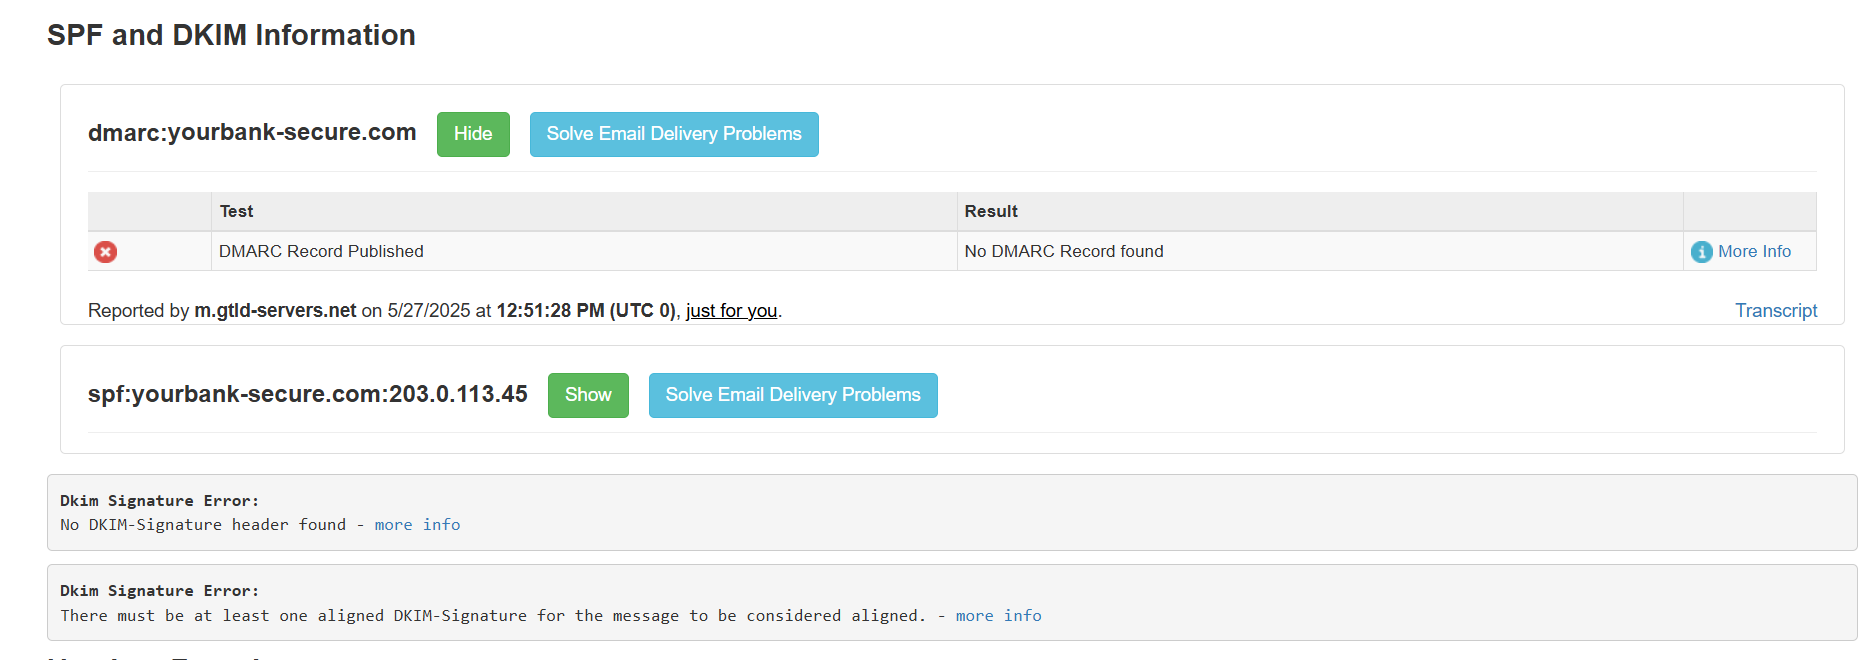 SPF and DKIM Information
dmarc:yourbank-secure.com Hide Solve Email Delivery Problems
Test Result
DMARC Record Published No DMARC Record found More Info
Reported by m.gtld-servers.net on 5/27/2025 at 12:51:28 PM (UTC 0), just for you. Transcript
spf:yourbank-secure.com:203.0.113.45 Show Solve Email Delivery Problems
Dkim Signature Error:
No DKIM-Signature header found - more info
Dkim Signature Error:
There must be at least one aligned DKIM-Signature for the message to be considered aligned. - more info